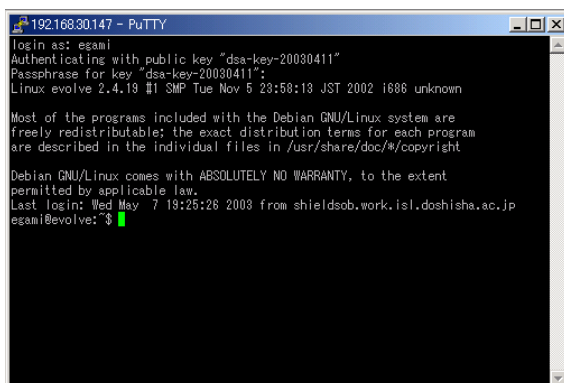 192.168.30.147 - PuTTY
login as: egami
Authenticating with public key "dsa-key-20030411"
Passphrase for key "dsa-key-20030411":
Linux evolve 2.4.19 #1 SMP Tue Nov 5 23:58:13 JST 2002 i686 unknown
Most of the programs included with the Debian GNU/Linux system are
freely redistributable; the exact distribution terms for each program
are described in the individual files in /usr/share/doc/*/copyright
Debian GNU/Linux comes with ABSOLUTELY NO WARRANTY, to the extent
permitted by applicable law.
Last login: Wed May  7 19:25:26 2003 from shieldsob.work.isl.doshisha.ac.jp
egami@evolve:~$